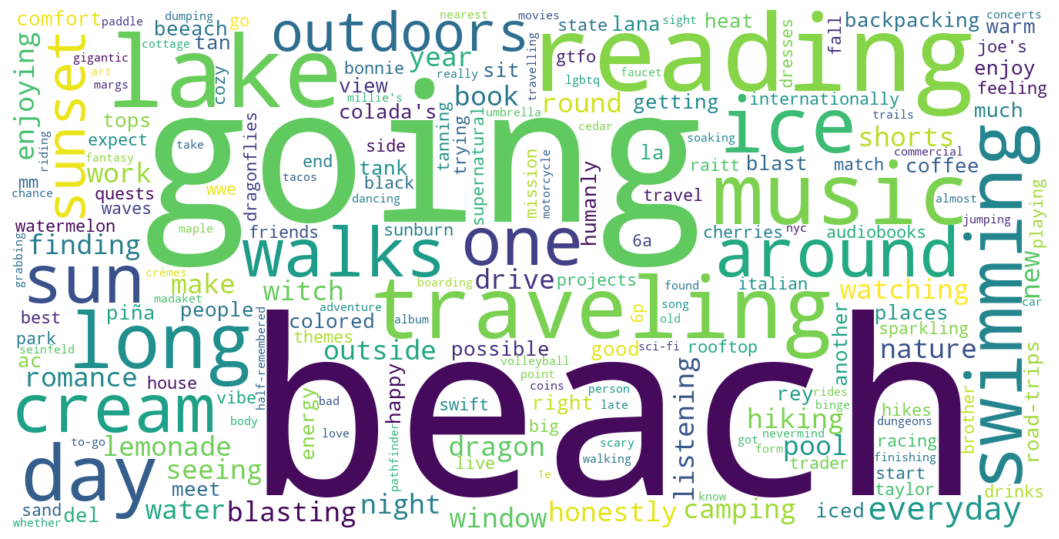 comfort
paddle
dumping
beeach
tan
go
outdoors
nearest
movies
state
lana
sight
heat
backpacking
concerts
warm
gigantic
cottage
art
margs
cozy
bonnie
really
year
view
sit
travelling
gtfo
lgbtq
faucet
dresses
fall
joe's
enjoy
feeling
sunset
lake
going
reading
enjoying
riding
tops
expect
fantasy
work
millie's
colada's
book
round
umbrella
getting
internationally
much
trails
chance
mm
quests
waves
take
wwe
dragonflies
end
side
tank
tacos
black
dancing
tanning
trying
supernatural
mission
motorcycle
cedar
humanly
soaking
la
travel
6a
raitt
ice
blast
match
shorts
coffee
commercial
almost
jumping
watermelon
finding
maple
walks
friends
sunburn
one
music
cherries
nyc
audiobooks
playing
new
swimming
grabbing
sun
crèmes
madaket
make
witch
drive
projects
around
italian
watching
boarding
found
song
old
6p
traveling
car
best
piña
people
adventure
colored
album
themes
half-remembered
places
sparkling
park
seinfeld
ac
long
outside
possible
good
sci-fi
rooftop
another
nature
romance
house
vibe
body
happy
volleyball
point
swift
coins
right
person
late
rey
rides
binge
road-trips
cream
energy
bad
love
beach
big
scary
walking
listening
hiking
nevermind
got
form
pool
hikes
dungeons
racing
finishing
brother
to-go
lemonade
day
seeing
meet
pathfinder
dragon
live
1e
know
trader
start
taylor
drinks
sand
whether
del
water
blasting
night
window
honestly
camping
iced
everyday